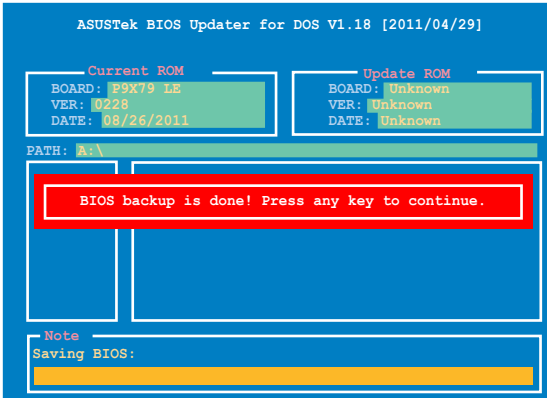 ASUSTek BIOS Updater for DOS V1.18 [2011/04/29]
Current ROM
BOARD: P9X79 LE
VER: 0228
DATE: 08/26/2011
Update ROM
BOARD: Unknown
VER: Unknown
DATE: Unknown
PATH: A:\
BIOS backup is done! Press any key to continue.
Note
Saving BIOS: